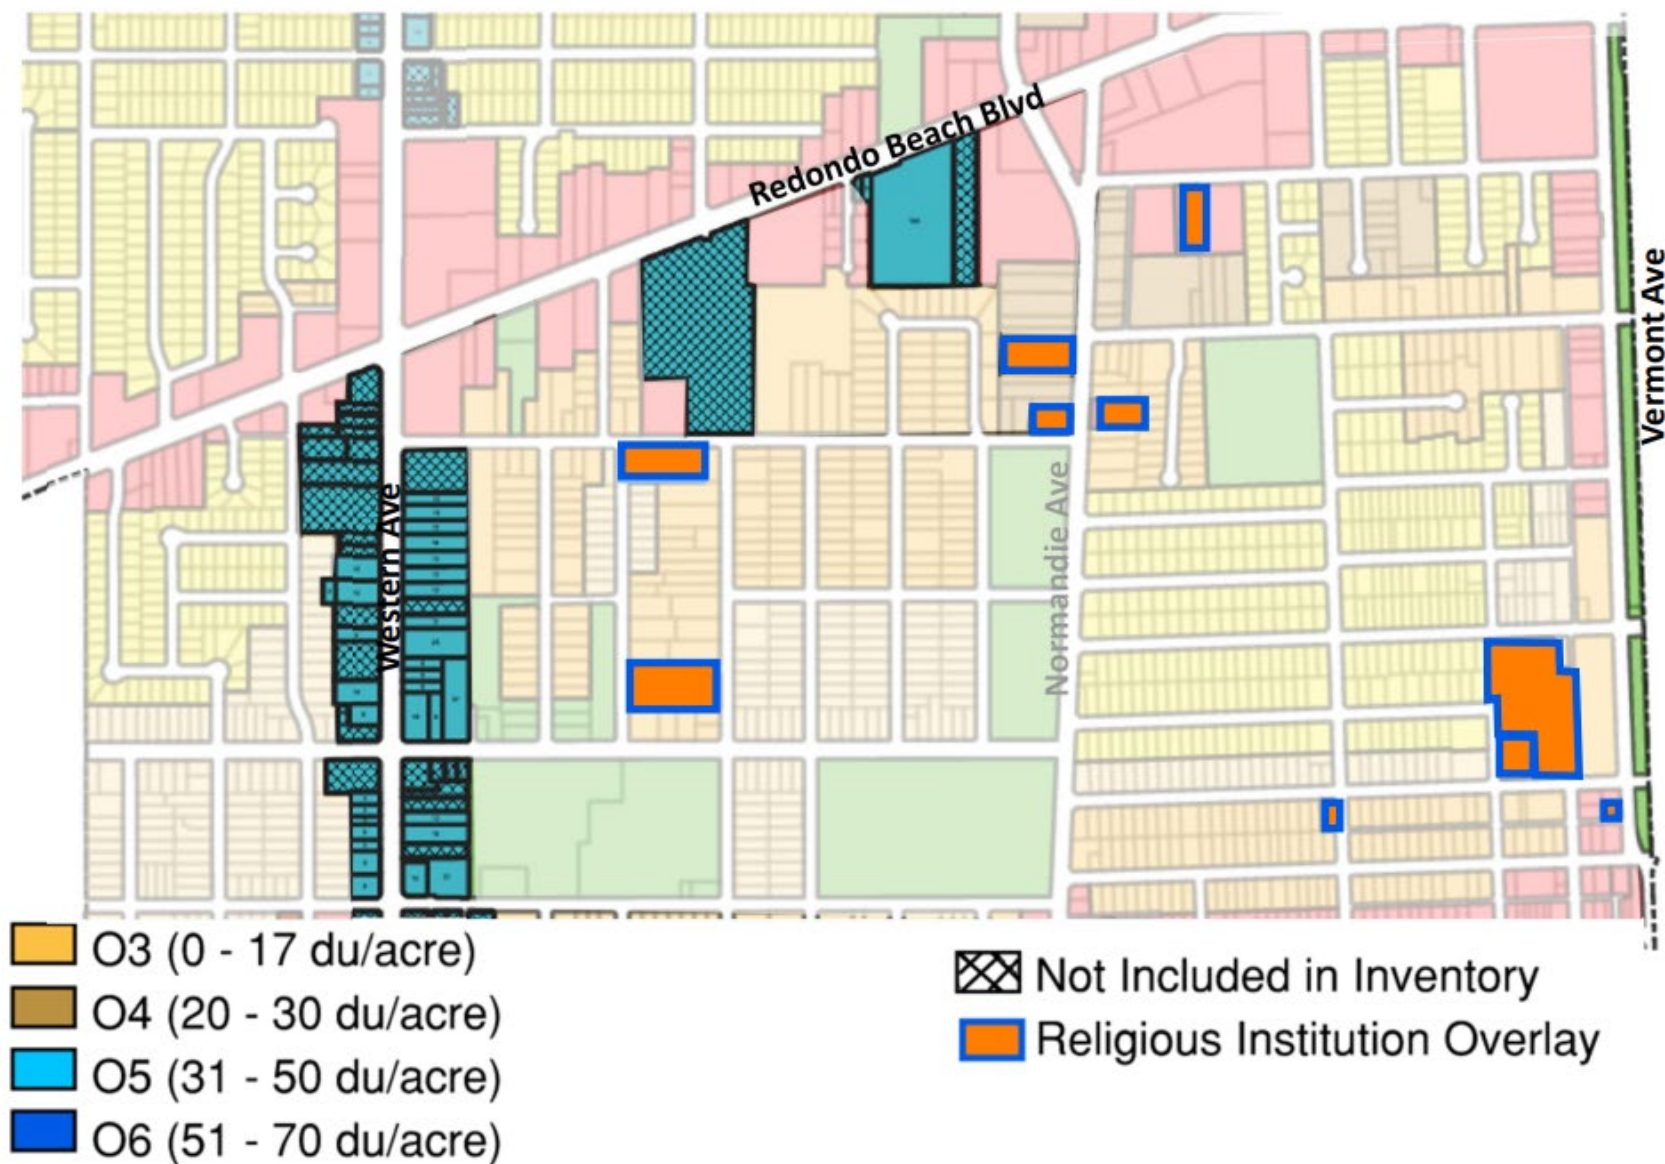 Redondo Beach Blvd
Vermont Ave
Western Ave
Normandie Ave
O3 (0 - 17 du/acre)
O4 (20 - 30 du/acre)
O5 (31 - 50 du/acre)
O6 (51 - 70 du/acre)
Not Included in Inventory
Religious Institution Overlay